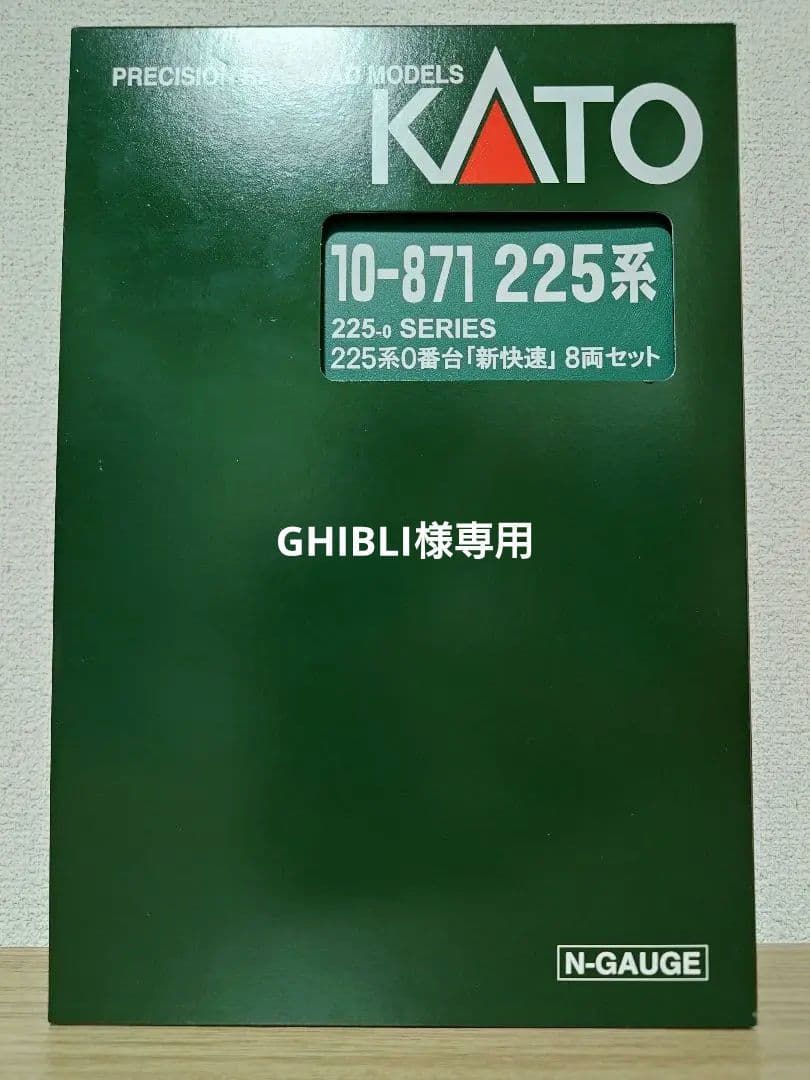 PRECISION RAILROAD MODELS
KATO
10-871 225系
225-0 SERIES
225系0番台「新快速」8両セット
GHIBLI様専用
N-GAUGE